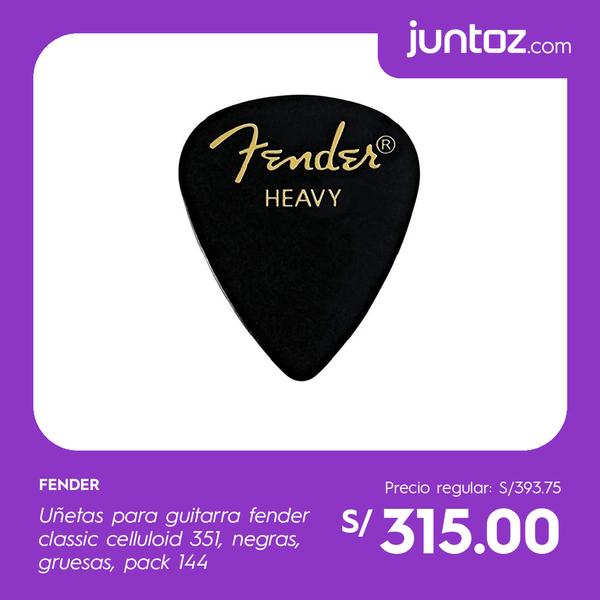 juntoz.com
Fender®
HEAVY
FENDER
Uñetas para guitarra fender
classic celluloid 351, negras,
gruesas, pack 144
Precio regular: S/393.75
S/ 315.00